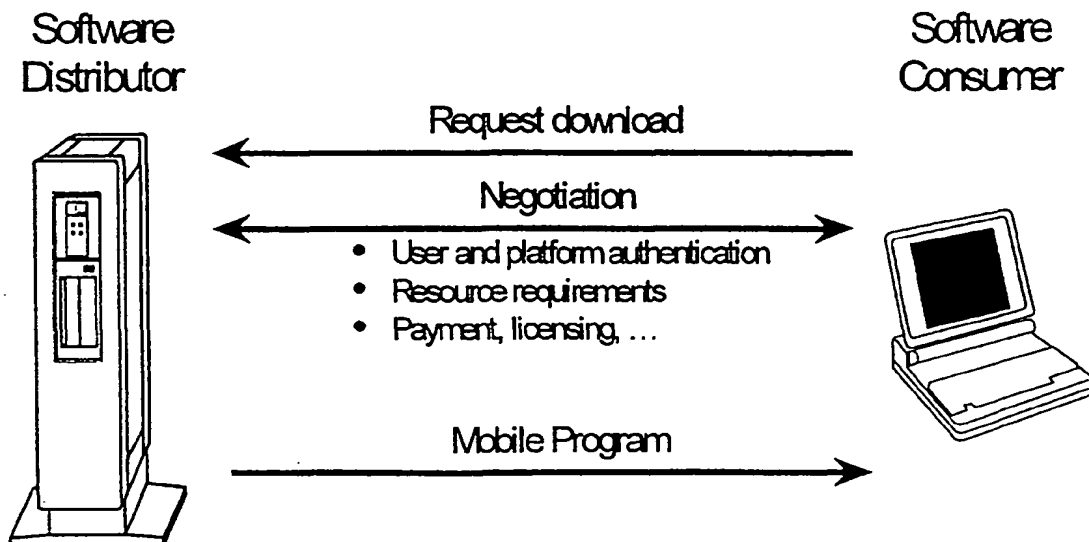 Software
Distributor
Software
Consumer
Request download
Negotiation
• User and platform authentication
• Resource requirements
• Payment, licensing, ...
Mobile Program